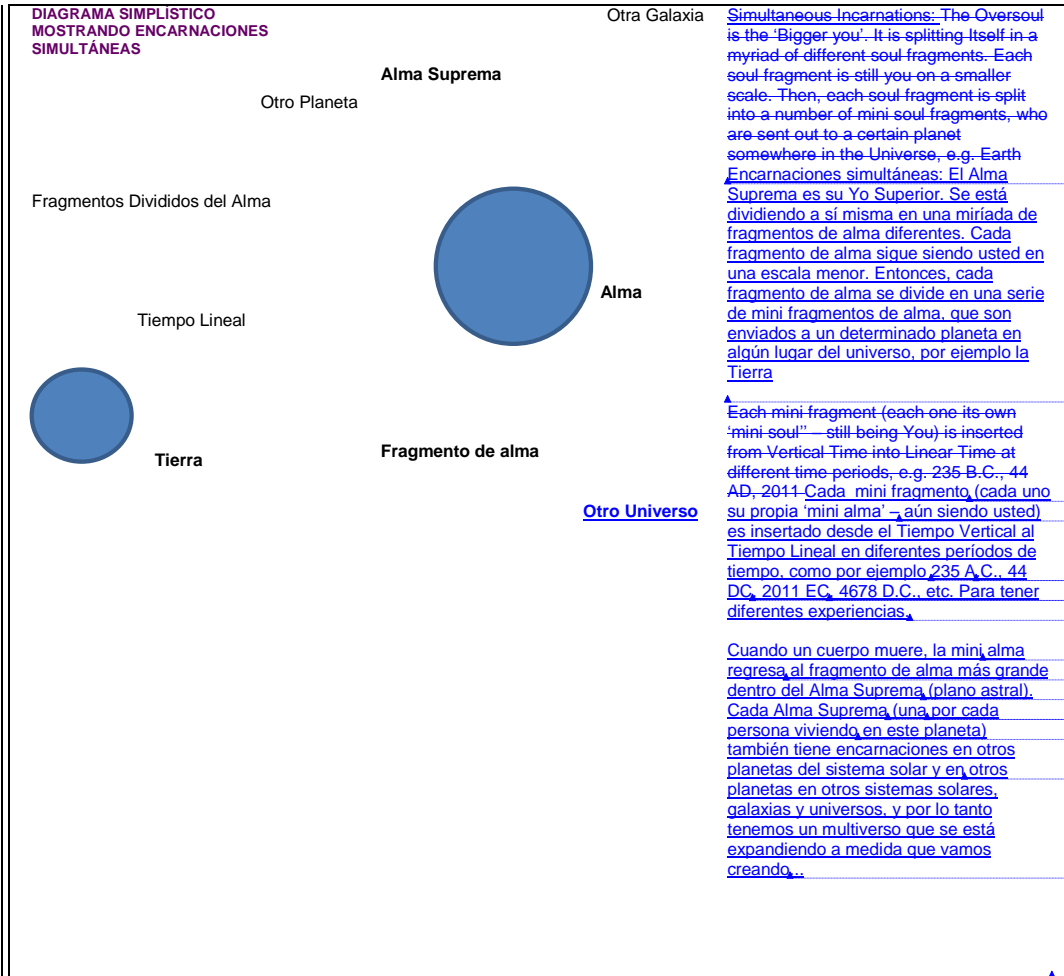 DIAGRAMA SIMPLÍSTICO
MOSTRANDO ENCARNACIONES
SIMULTÁNEAS
Otra Galaxia
Alma Suprema
Otro Planeta
Fragmentos Divididos del Alma
Alma
Tiempo Lineal
Tierra
Fragmento de alma
Otro Universo
Simultaneous Incarnations: The Oversoul
is the ‘Bigger you’. It is splitting Itself in a
myriad of different soul fragments. Each
soul fragment is still you on a smaller
scale. Then, each soul fragment is split
into a number of mini soul fragments, who
are sent out to a certain planet
somewhere in the Universe, e.g. Earth
Encarnaciones simultáneas: El Alma
Suprema es su Yo Superior. Se está
dividiendo a sí misma en una miríada de
fragmentos de alma diferentes. Cada
fragmento de alma sigue siendo usted en
una escala menor. Entonces, cada
fragmento de alma se divide en una serie
de mini fragmentos de alma, que son
enviados a un determinado planeta en
algún lugar del universo, por ejemplo la
Tierra
Each mini fragment (each one its own
‘mini soul’’ – still being You) is inserted
from Vertical Time into Linear Time at
different time periods, e.g. 235 B.C., 44
AD, 2011 Cada mini fragmento (cada uno
su propia ‘mini alma’ – aún siendo usted)
es insertado desde el Tiempo Vertical al
Tiempo Lineal en diferentes períodos de
tiempo, como por ejemplo 235 A.C., 44
DC, 2011 EC, 4678 D.C., etc. Para tener
diferentes experiencias.
Cuando un cuerpo muere, la mini alma
regresa al fragmento de alma más grande
dentro del Alma Suprema (plano astral).
Cada Alma Suprema (una por cada
persona viviendo en este planeta)
también tiene encarnaciones en otros
planetas del sistema solar y en otros
planetas en otros sistemas solares,
galaxias y universos, y por lo tanto
tenemos un multiverso que se está
expandiendo a medida que vamos
creando...